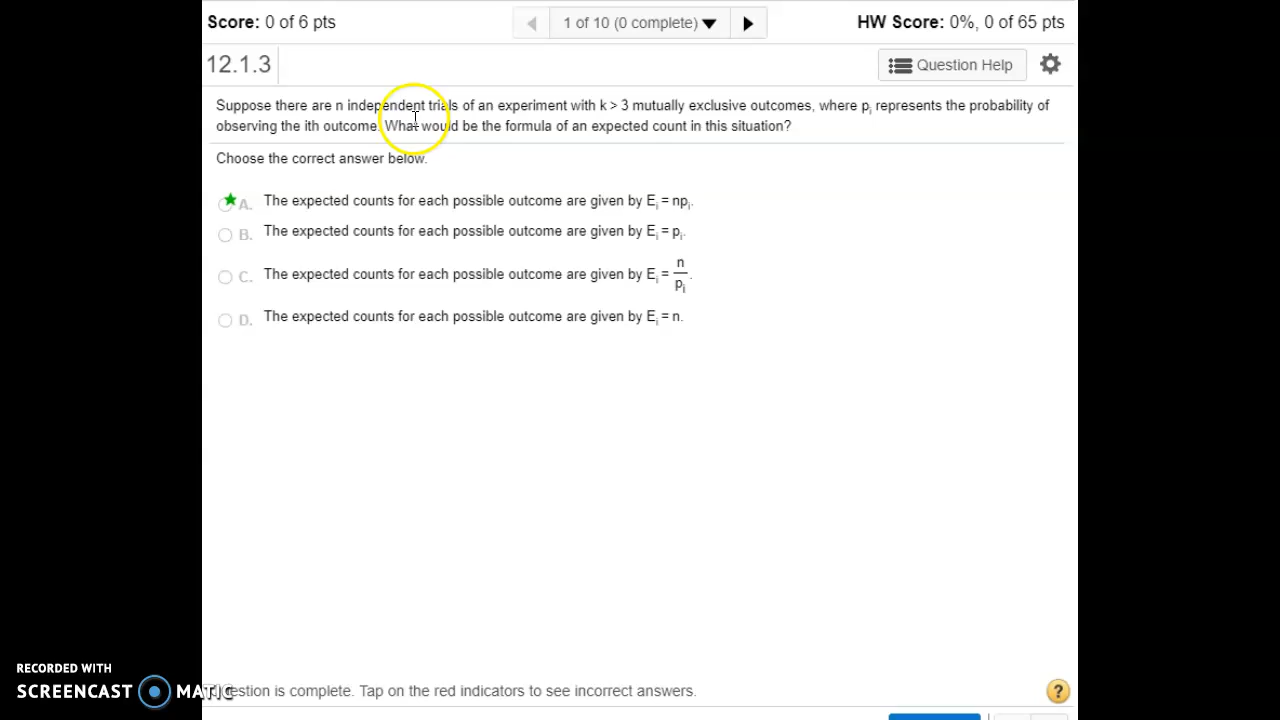 Score: 0 of 6 pts
1 of 10 (0 complete)
HW Score: 0%, 0 of 65 pts
12.1.3
Question Help
Suppose there are n independent trials of an experiment with k > 3 mutually exclusive outcomes, where pi represents the probability of
observing the ith outcome. What would be the formula of an expected count in this situation?
Choose the correct answer below.
A. The expected counts for each possible outcome are given by Ei = npi.
B. The expected counts for each possible outcome are given by Ei = pi.
C. The expected counts for each possible outcome are given by Ei = n/pi.
D. The expected counts for each possible outcome are given by Ei = n.
RECORDED WITH
SCREENCAST MATIC
estion is complete. Tap on the red indicators to see incorrect answers.
?